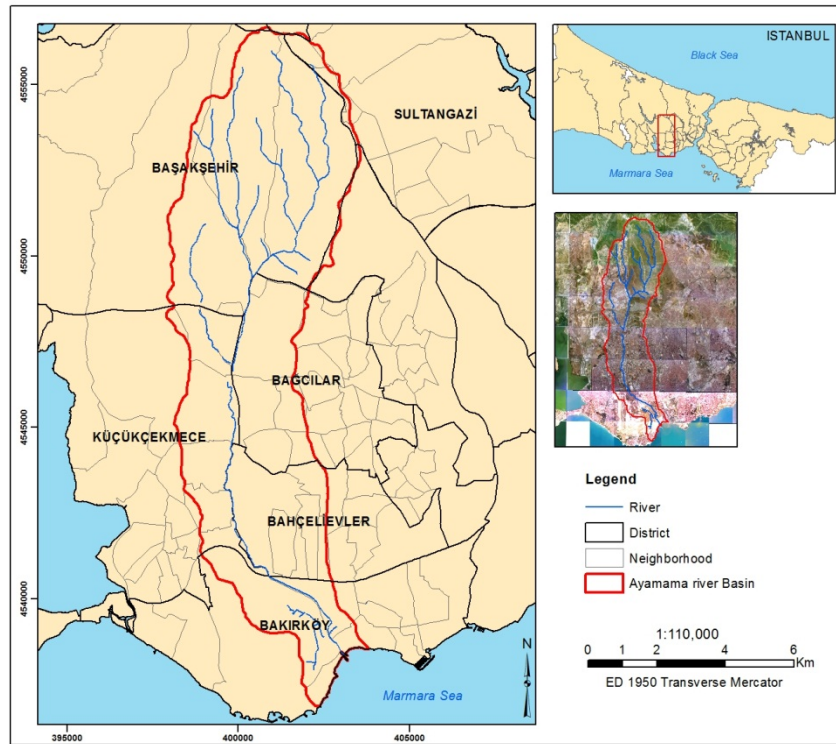 4555000
4550000
4545000
4540000
395000
400000
405000
SULTANGAZİ
BAŞAKŞEHİR
BAĞCILAR
KÜÇÜKÇEKMECE
BAHÇELİEVLER
BAKIRKÖY
Marmara Sea
N
ISTANBUL
Black Sea
Marmara Sea
Legend
River
District
Neighborhood
Ayamama river Basin
1:110,000
0 1 2 4 6
Km
ED 1950 Transverse Mercator